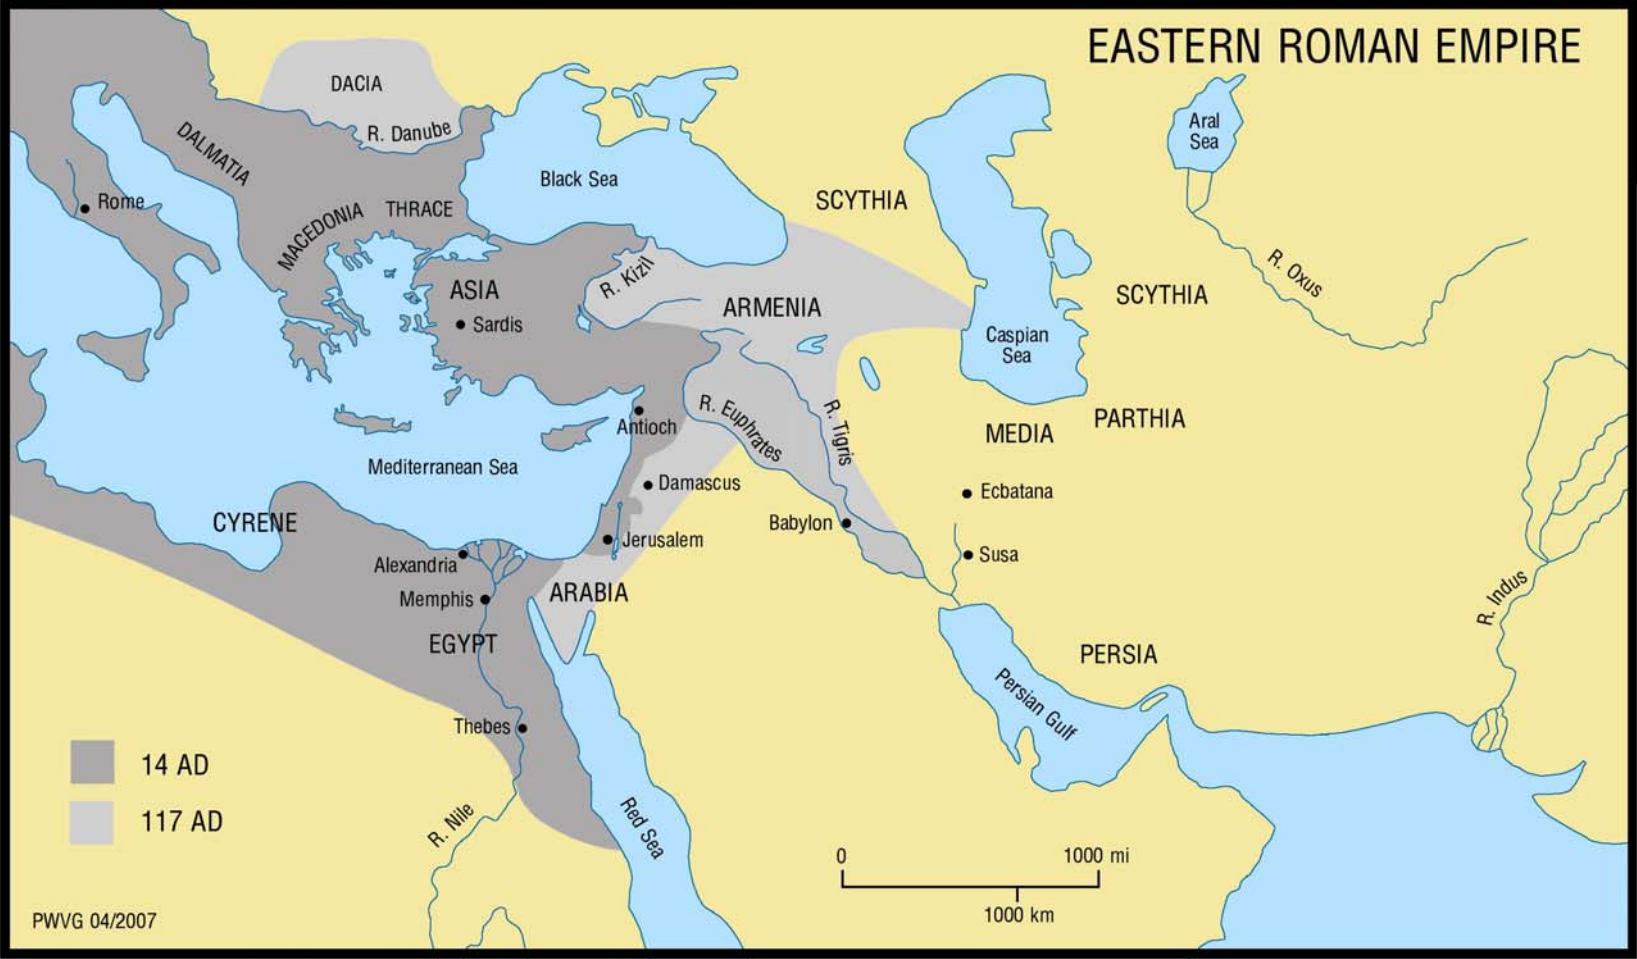 EASTERN ROMAN EMPIRE
DACIA
R. Danube
DALMATIA
Rome
MACEDONIA
THRACE
Black Sea
SCYTHIA
Aral
Sea
R. Oxus
SCYTHIA
ASIA
Sardis
R. Kizil
ARMENIA
Caspian
Sea
Antioch
R. Euphrates
R. Tigris
MEDIA
PARTHIA
Mediterranean Sea
Damascus
Ecbatana
CYRENE
Babylon
Jerusalem
Susa
Alexandria
Memphis
ARABIA
R. Indus
EGYPT
PERSIA
Persian Gulf
Thebes
14 AD
117 AD
R. Nile
Red Sea
0
1000 mi
1000 km
PWVG 04/2007